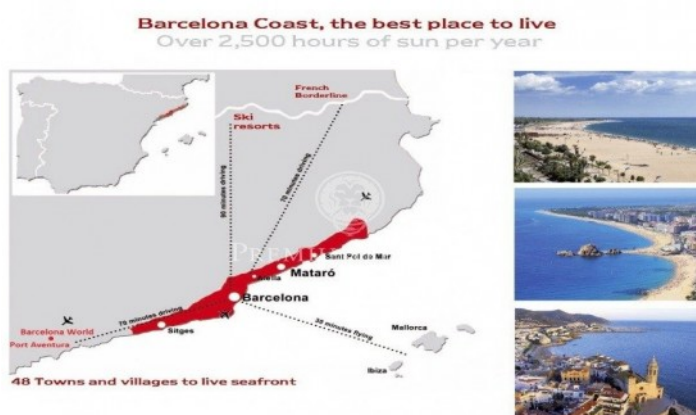 Barcelona Coast, the best place to live
Over 2,500 hours of sun per year
French
Borderline
Ski
resorts
90 minutes driving
70 minutes driving
Sant Pol de Mar
Mataró
Barcelona
70 minutes driving
Sitges
Barcelona World
Port Aventura
35 minutes flying
Mallorca
Ibiza
48 Towns and villages to live seafront